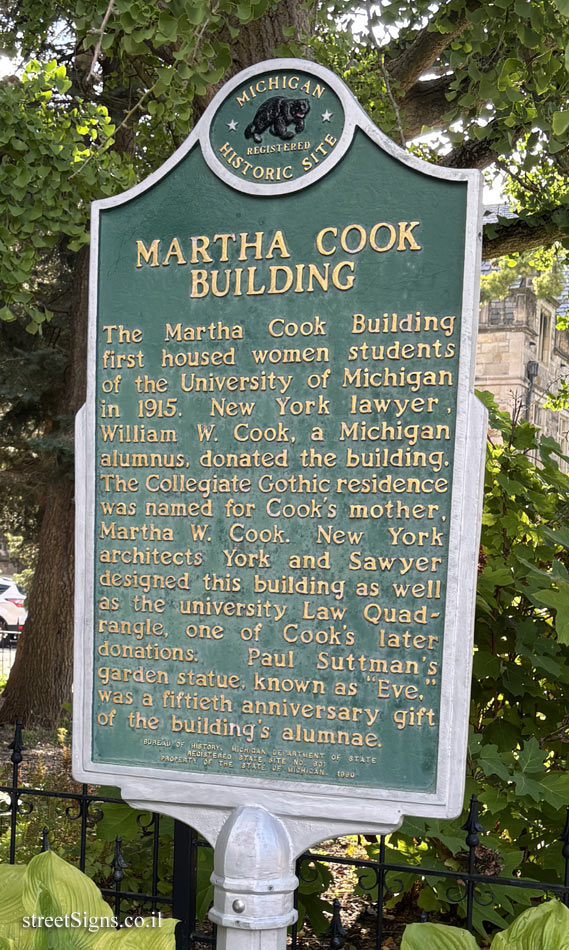 MICHIGAN
REGISTERED
HISTORIC SITE
MARTHA COOK
BUILDING
The Martha Cook Building
first housed women students
of the University of Michigan
in 1915. New York lawyer,
William W. Cook, a Michigan
alumnus, donated the building.
The Collegiate Gothic residence
was named for Cook's mother,
Martha W. Cook. New York
architects York and Sawyer
designed this building as well
as the university Law Quad-
rangle, one of Cook's later
donations. Paul Suttman's
garden statue, known as "Eve,"
was a fiftieth anniversary gift
of the building's alumnae.
BUREAU OF HISTORY, MICHIGAN DEPARTMENT OF STATE
REGISTERED STATE SITE NO.
PROPERTY OF THE STATE OF MICHIGAN, 1980
streetSigns.co.il